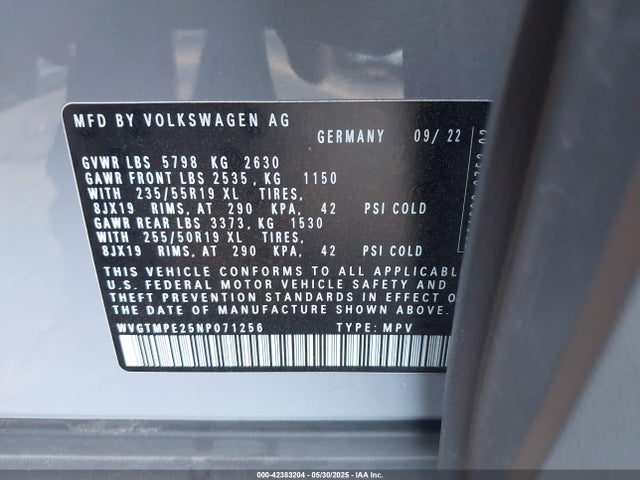 MFD BY VOLKSWAGEN AG
GERMANY 09/ 22
GVWR LBS 5798 KG 2630
GAWR FRONT LBS 2535, KG 1150
WITH 235/55R19 XL TIRES,
8JX19 RIMS, AT 290 KPA, 42 PSI COLD
GAWR REAR LBS 3373, KG 1530
WITH 255/50R19 XL TIRES,
8JX19 RIMS, AT 290 KPA, 42 PSI COLD
THIS VEHICLE CONFORMS TO ALL APPLICABL
U.S. FEDERAL MOTOR VEHICLE SAFETY AND
THEFT PREVENTION STANDARDS IN EFFECT O
THE DATE OF MANUFACTURE SHOWN ABOVE.
WVGTMPE25NP071256 TYPE: MPV
000-42383204 - 05/30/2025 - IAA Inc.